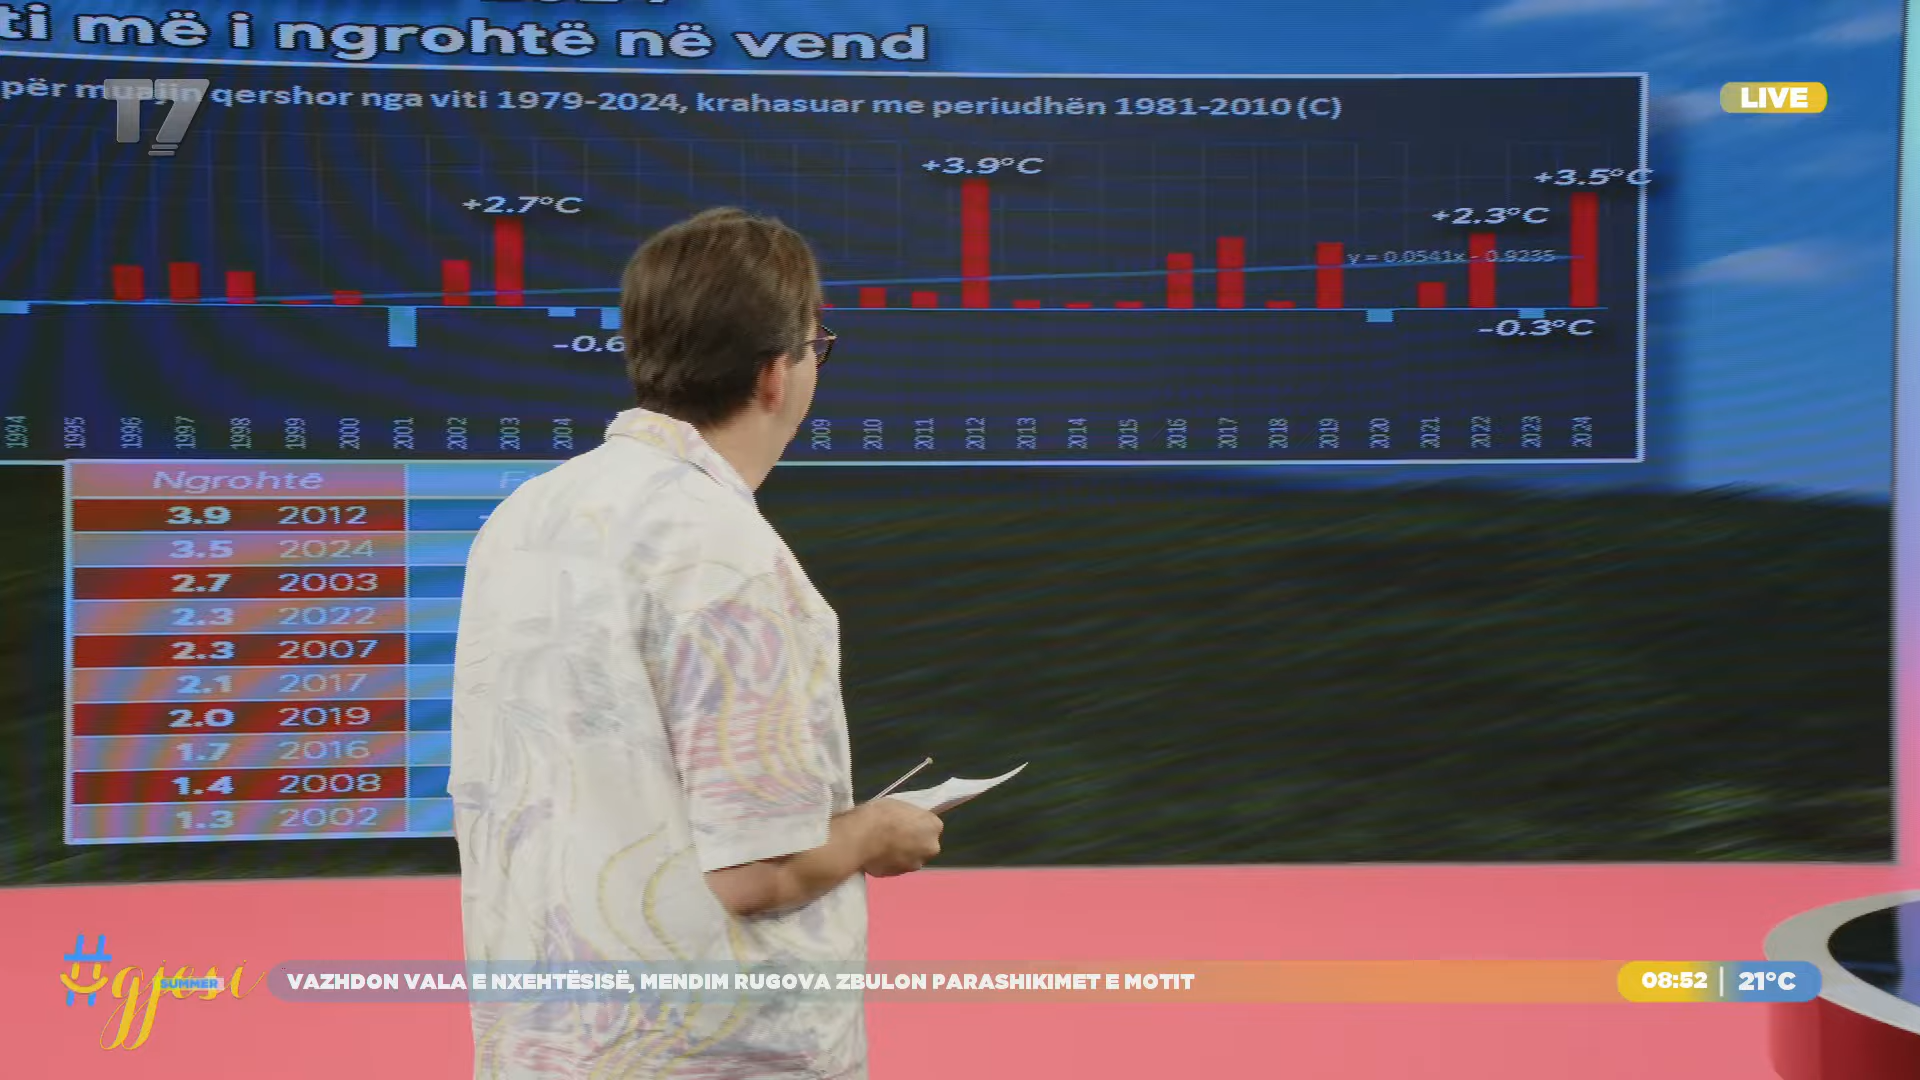 ti më i ngrohtë në vend
për muajin qershor nga viti 1979-2024, krahasuar me periudhën 1981-2010 (C)
T7
LIVE
+2.7°C
+3.9°C
+2.3°C
+3.5°C
y = 0.0541x - 0.9235
-0.6
-0.3°C
1994 1995 1996 1997 1998 1999 2000 2001 2002 2003 2004 2009 2010 2011 2012 2013 2014 2015 2016 2017 2018 2019 2020 2021 2022 2023 2024
Ngrohtë
3.9 2012
3.5 2024
2.7 2003
2.3 2022
2.3 2007
2.1 2017
2.0 2019
1.7 2016
1.4 2008
1.3 2002
#gjesi
SUMMER
VAZHDON VALA E NXEHTËSISË, MENDIM RUGOVA ZBULON PARASHIKIMET E MOTIT
08:52 | 21°C